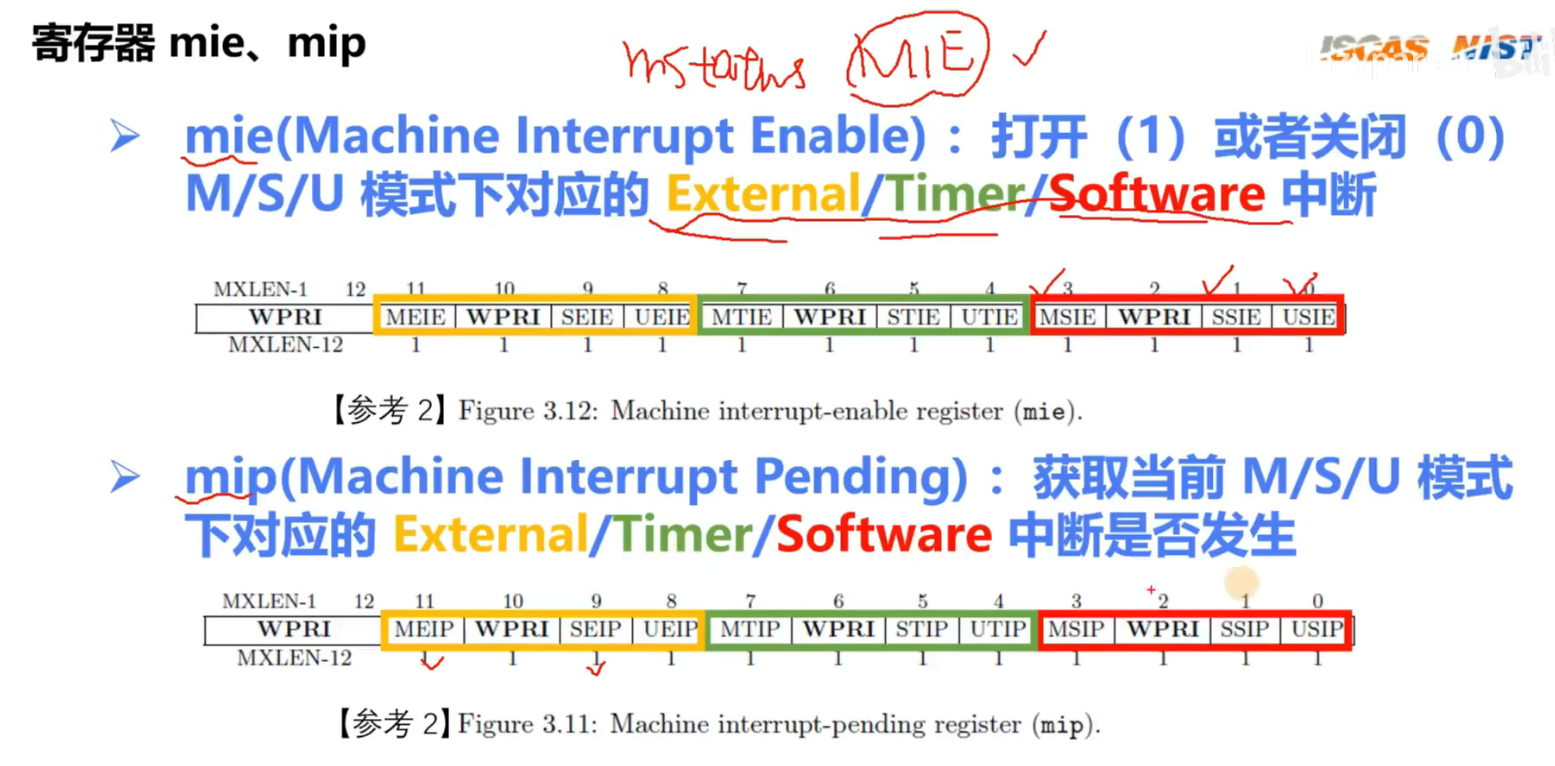 寄存器 mie、mip
mstatus MIE
ISCAS
➢ mie(Machine Interrupt Enable) ：打开（1）或者关闭（0）
M/S/U 模式下对应的 External/Timer/Software 中断
MXLEN-1 12 11 10 9 8 7 6 5 4 3 2 1 0
WPRI MEIE WPRI SEIE UEIE MTIE WPRI STIE UTIE MSIE WPRI SSIE USIE
MXLEN-12 1 1 1 1 1 1 1 1 1 1 1 1
【参考 2】Figure 3.12: Machine interrupt-enable register (mie).
➢ mip(Machine Interrupt Pending) ：获取当前 M/S/U 模式
下对应的 External/Timer/Software 中断是否发生
MXLEN-1 12 11 10 9 8 7 6 5 4 3 2 1 0
WPRI MEIP WPRI SEIP UEIP MTIP WPRI STIP UTIP MSIP WPRI SSIP USIP
MXLEN-12 1 1 1 1 1 1 1 1 1 1 1 1
【参考 2】Figure 3.11: Machine interrupt-pending register (mip).